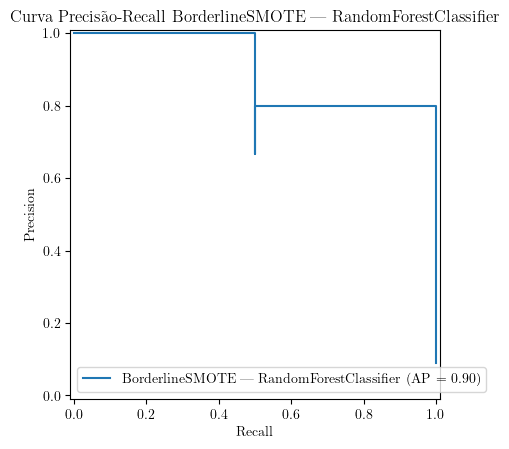 Curva Precisão-Recall BorderlineSMOTE — RandomForestClassifier
1.0
0.8
0.6
0.4
0.2
0.0
Precision
BorderlineSMOTE — RandomForestClassifier (AP = 0.90)
0.0 0.2 0.4 0.6 0.8 1.0
Recall